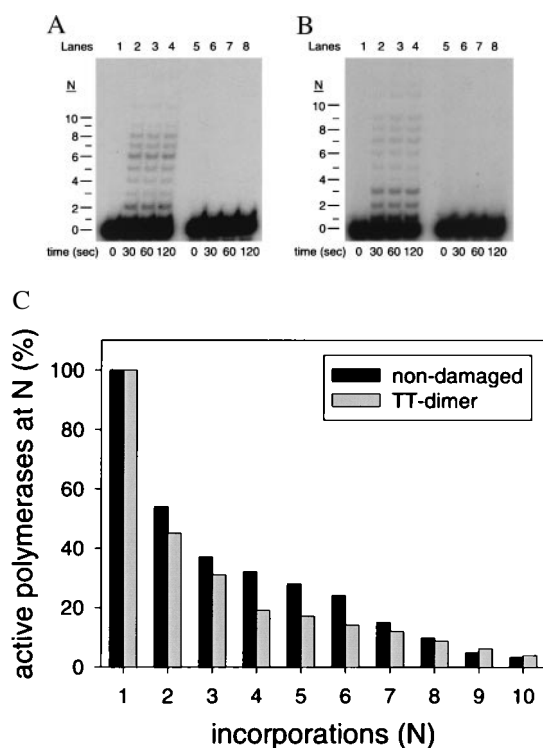 A
Lanes 1 2 3 4 5 6 7 8
N
10
8
6
4
2
0
time (sec) 0 30 60 120 0 30 60 120
B
Lanes 1 2 3 4 5 6 7 8
N
10
8
6
4
2
0
time (sec) 0 30 60 120 0 30 60 120
C
non-damaged
TT-dimer
active polymerases at N (%)
100
80
60
40
20
0
1 2 3 4 5 6 7 8 9 10
incorporations (N)